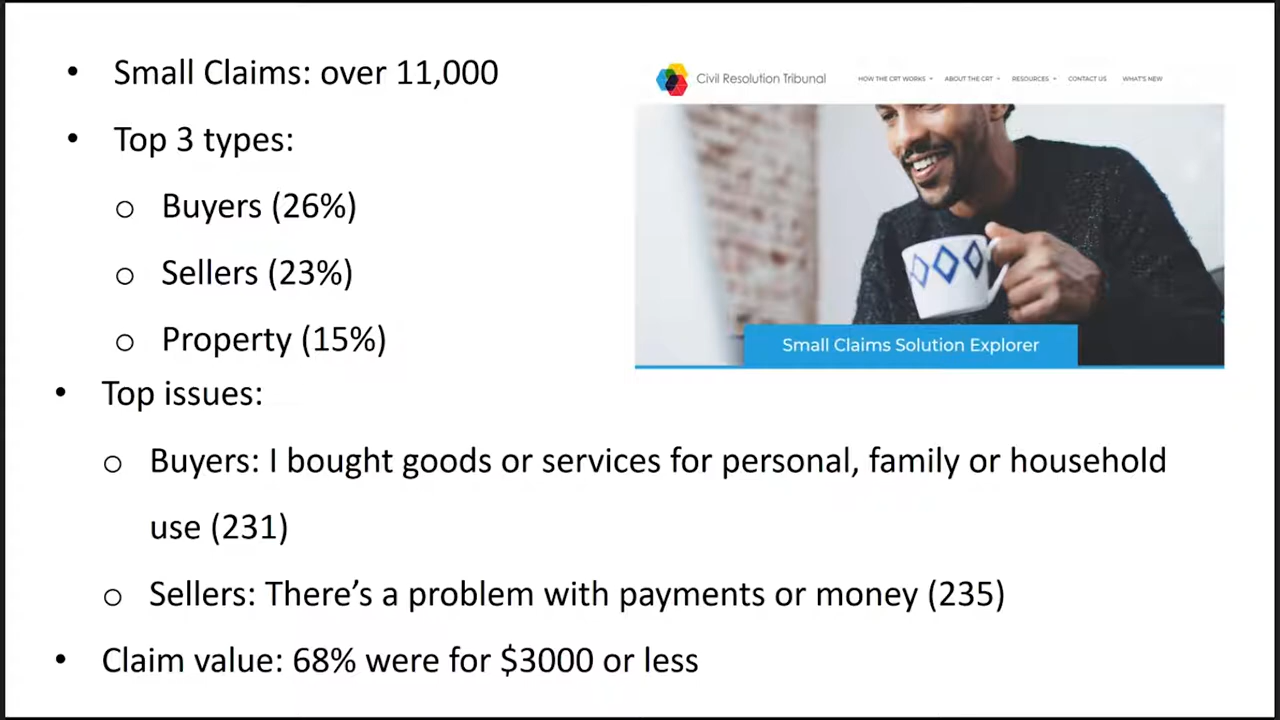 Small Claims: over 11,000
Top 3 types:
Buyers (26%)
Sellers (23%)
Property (15%)
Civil Resolution Tribunal
HOW THE CRT WORKS
ABOUT THE CRT
RESOURCES
CONTACT US
WHAT'S NEW
Small Claims Solution Explorer
Top issues:
Buyers: I bought goods or services for personal, family or household
use (231)
Sellers: There’s a problem with payments or money (235)
Claim value: 68% were for $3000 or less